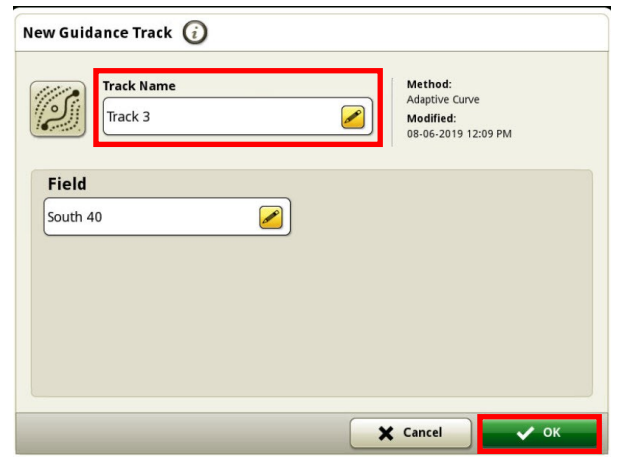 New Guidance Track
Track Name
Track 3
Method:
Adaptive Curve
Modified:
08-06-2019 12:09 PM
Field
South 40
Cancel
OK